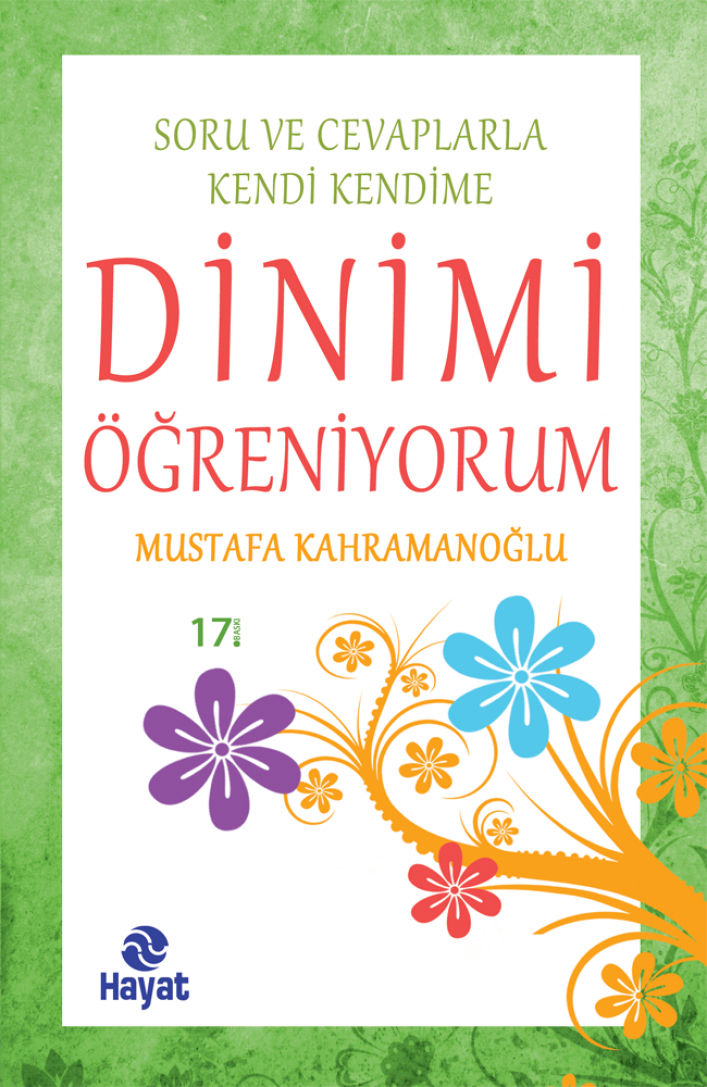 SORU VE CEVAPLARLA
KENDİ KENDİME
DİNİMİ
ÖĞRENİYORUM
MUSTAFA KAHRAMANOĞLU
17. BASKI
Hayat